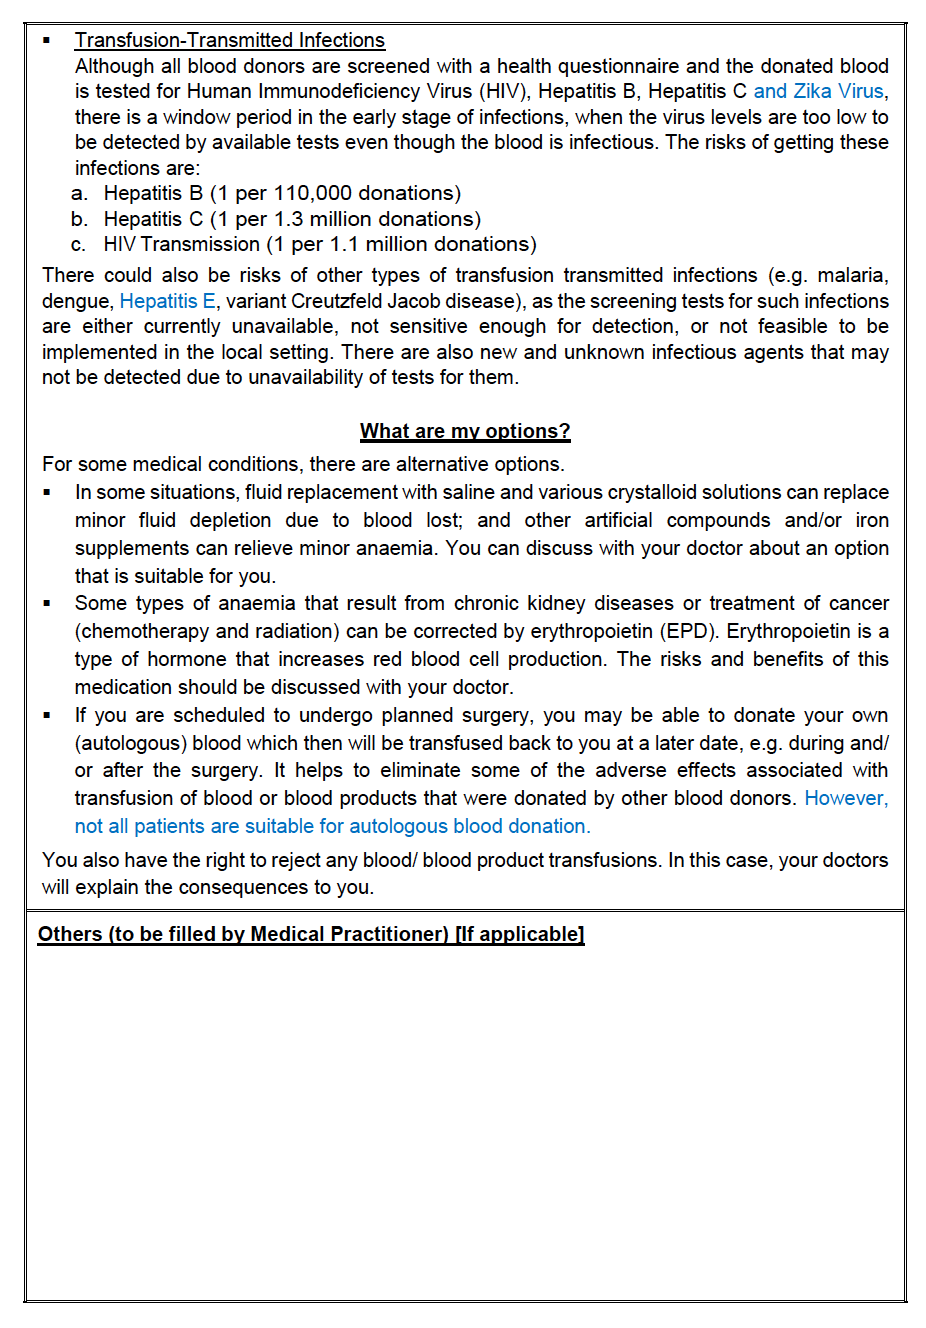 ▪ Transfusion-Transmitted Infections
Although all blood donors are screened with a health questionnaire and the donated blood
is tested for Human Immunodeficiency Virus (HIV), Hepatitis B, Hepatitis C and Zika Virus,
there is a window period in the early stage of infections, when the virus levels are too low to
be detected by available tests even though the blood is infectious. The risks of getting these
infections are:
a. Hepatitis B (1 per 110,000 donations)
b. Hepatitis C (1 per 1.3 million donations)
c. HIV Transmission (1 per 1.1 million donations)
There could also be risks of other types of transfusion transmitted infections (e.g. malaria,
dengue, Hepatitis E, variant Creutzfeld Jacob disease), as the screening tests for such infections
are either currently unavailable, not sensitive enough for detection, or not feasible to be
implemented in the local setting. There are also new and unknown infectious agents that may
not be detected due to unavailability of tests for them.
What are my options?
For some medical conditions, there are alternative options.
▪ In some situations, fluid replacement with saline and various crystalloid solutions can replace
minor fluid depletion due to blood lost; and other artificial compounds and/or iron
supplements can relieve minor anaemia. You can discuss with your doctor about an option
that is suitable for you.
▪ Some types of anaemia that result from chronic kidney diseases or treatment of cancer
(chemotherapy and radiation) can be corrected by erythropoietin (EPD). Erythropoietin is a
type of hormone that increases red blood cell production. The risks and benefits of this
medication should be discussed with your doctor.
▪ If you are scheduled to undergo planned surgery, you may be able to donate your own
(autologous) blood which then will be transfused back to you at a later date, e.g. during and/
or after the surgery. It helps to eliminate some of the adverse effects associated with
transfusion of blood or blood products that were donated by other blood donors. However,
not all patients are suitable for autologous blood donation.
You also have the right to reject any blood/ blood product transfusions. In this case, your doctors
will explain the consequences to you.
Others (to be filled by Medical Practitioner) [If applicable]